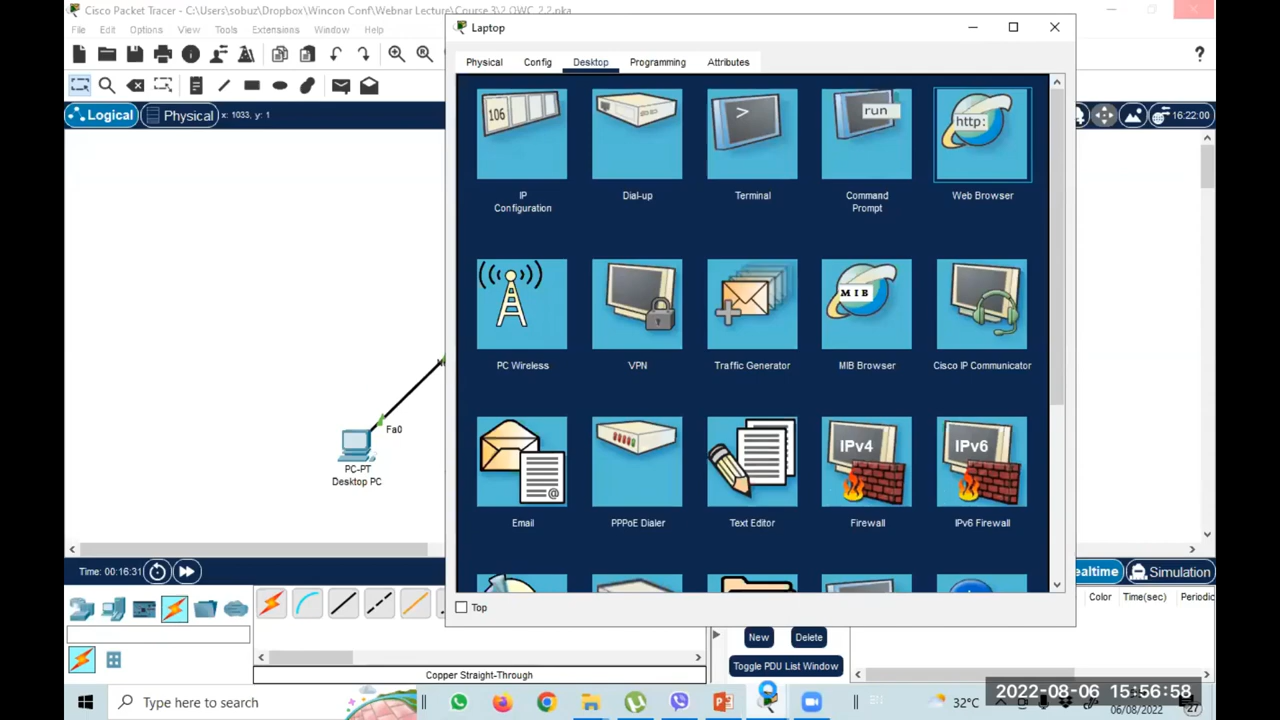 Cisco Packet Tracer - C:\Users\sobuz\Dropbox\Wincon Conf\Webnar Lecture\Course 3\2 QWC 2.2.pka
File Edit Options View Tools Extensions Window Help
Logical Physical x: 1033, y: 1
16:22:00
Laptop
Physical Config Desktop Programming Attributes
106
>
run
http:
IP
Configuration
Dial-up
Terminal
Command
Prompt
Web Browser
MIB
PC Wireless
VPN
Traffic Generator
MIB Browser
Cisco IP Communicator
@
IPv4
IPv6
Email
PPPoE Dialer
Text Editor
Firewall
IPv6 Firewall
Top
Fa0
PC-PT
Desktop PC
Time: 00:16:31
ealtime Simulation
Color Time(sec) Periodic
New Delete
Toggle PDU List Window
Copper Straight-Through
Type here to search
32°C
2022-08-06 15:56:58
06/08/2022
27